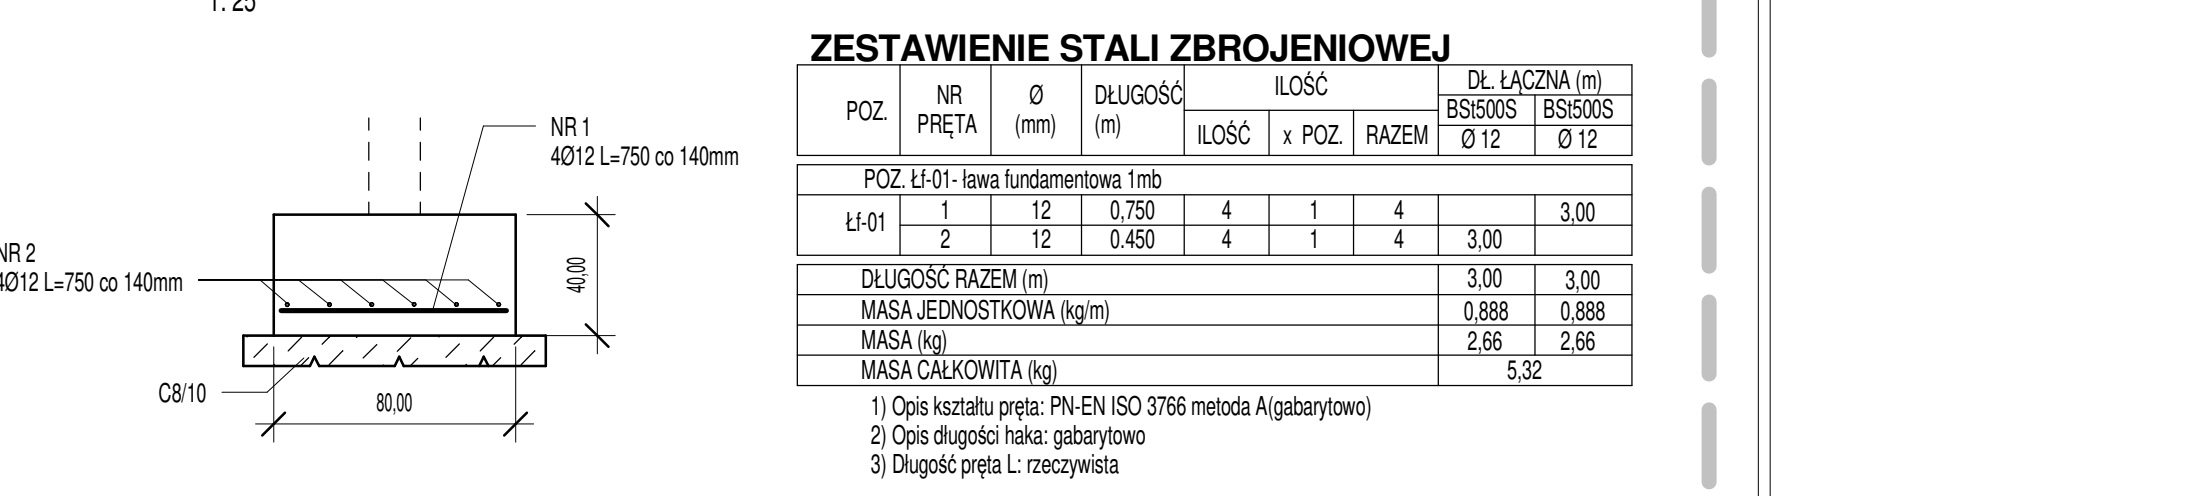 1: 25
ZESTAWIENIE STALI ZBROJENIOWEJ
POZ. NR PRĘTA Ø (mm) DŁUGOŚĆ (m) ILOŚĆ DŁ. ŁĄCZNA (m)
BSt500S BSt500S
ILOŚĆ x POZ. RAZEM Ø 12 Ø 12
POZ. Łf-01- ława fundamentowa 1mb
Łf-01 1 12 0,750 4 1 4 3,00
2 12 0.450 4 1 4 3,00
DŁUGOŚĆ RAZEM (m) 3,00 3,00
MASA JEDNOSTKOWA (kg/m) 0,888 0,888
MASA (kg) 2,66 2,66
MASA CAŁKOWITA (kg) 5,32
1) Opis kształtu pręta: PN-EN ISO 3766 metoda A(gabarytowo)
2) Opis długości haka: gabarytowo
3) Długość pręta L: rzeczywista
NR 1
4Ø12 L=750 co 140mm
NR 2
4Ø12 L=750 co 140mm
40,00
C8/10
80,00